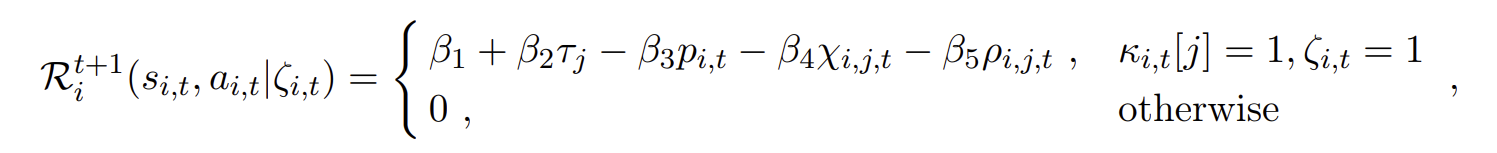 $\mathcal{R}_i^{t+1}(s_{i,t}, a_{i,t}|\zeta_{i,t}) = \begin{cases} \beta_1 + \beta_2\tau_j - \beta_3 p_{i,t} - \beta_4\chi_{i,j,t} - \beta_5\rho_{i,j,t}\ , & \kappa_{i,t}[j] = 1, \zeta_{i,t} = 1 \\ 0\ , & \text{otherwise} \end{cases}\ ,$